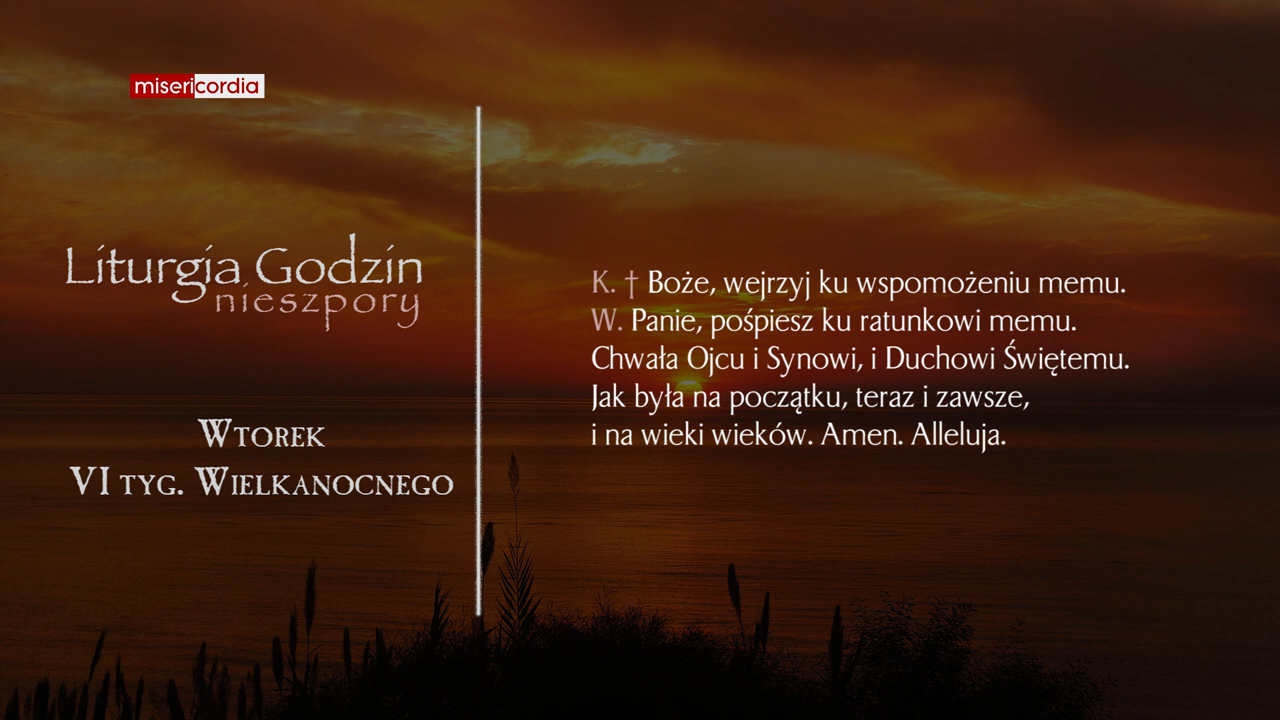 misericordia
Liturgia Godzin
nieszpory
Wtorek
VI tyg. Wielkanocnego
K. † Boże, wejrzyj ku wspomożeniu memu.
W. Panie, pośpiesz ku ratunkowi memu.
Chwała Ojcu i Synowi, i Duchowi Świętemu.
Jak była na początku, teraz i zawsze,
i na wieki wieków. Amen. Alleluja.